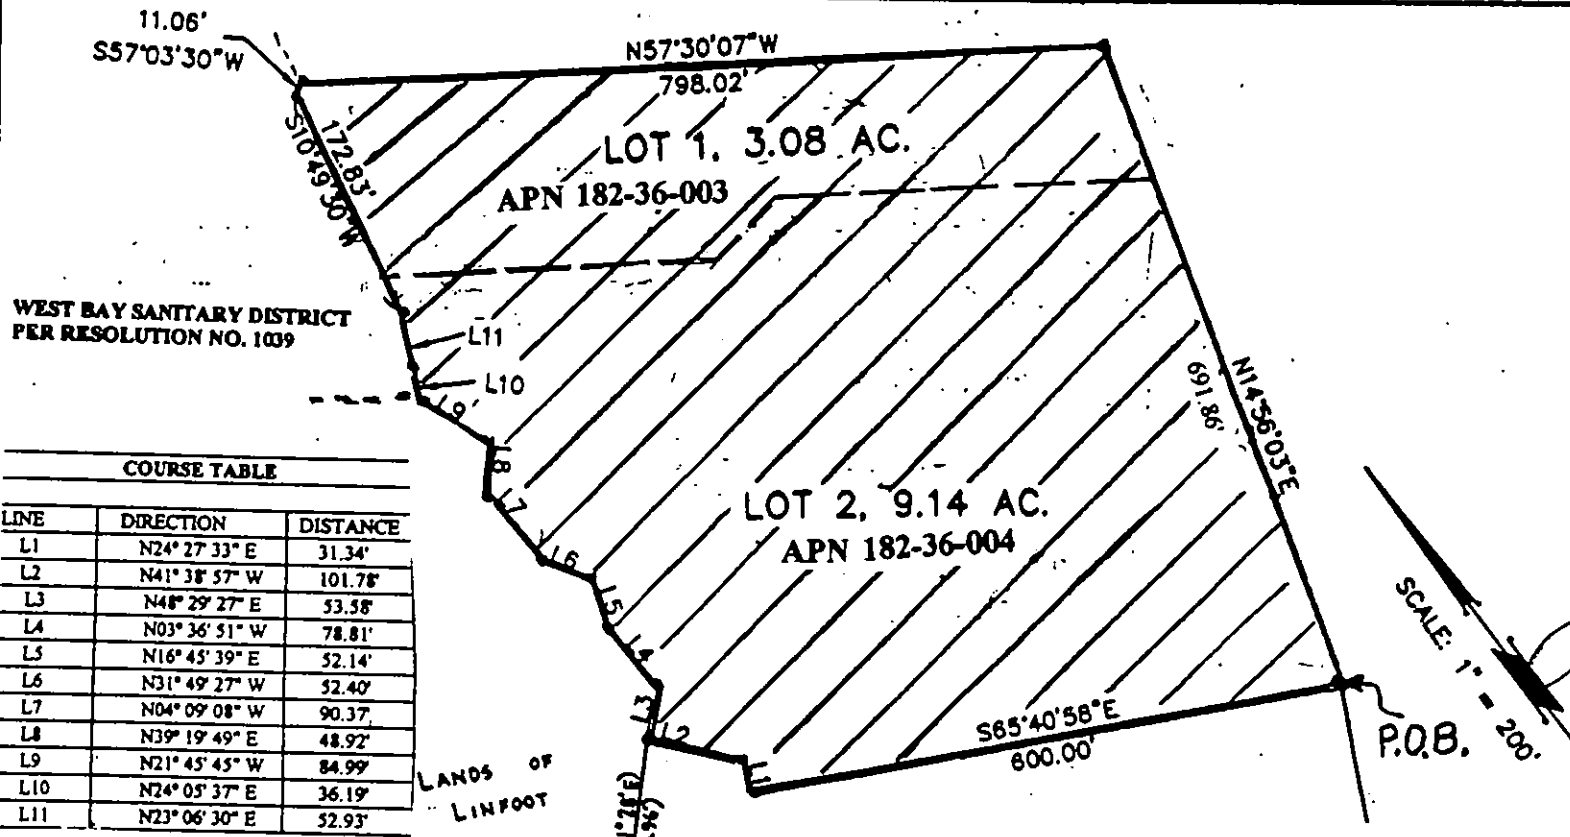 11.06'
S57°03'30"W
N57°30'07"W
798.02'
172.83'
S10°49'30"W
LOT 1, 3.08 AC.
APN 182-36-003
WEST BAY SANITARY DISTRICT
PER RESOLUTION NO. 1039
L11
L10
L9
L8
L7
L6
L5
L4
L3
L2
L1
N14°56'03"E
691.86'
LOT 2, 9.14 AC.
APN 182-36-004
S65°40'58"E
600.00'
P.O.B.
SCALE: 1" = 200'
LANDS OF
LINFOOT
COURSE TABLE
LINE DIRECTION DISTANCE
L1 N24° 27' 33" E 31.34'
L2 N41° 38' 57" W 101.78'
L3 N48° 29' 27" E 53.58'
L4 N03° 36' 51" W 78.81'
L5 N16° 45' 39" E 52.14'
L6 N31° 49' 27" W 52.40'
L7 N04° 09' 08" W 90.37'
L8 N39° 19' 49" E 48.92'
L9 N21° 45' 45" W 84.99'
L10 N24° 05' 37" E 36.19'
L11 N23° 06' 30" E 52.93'